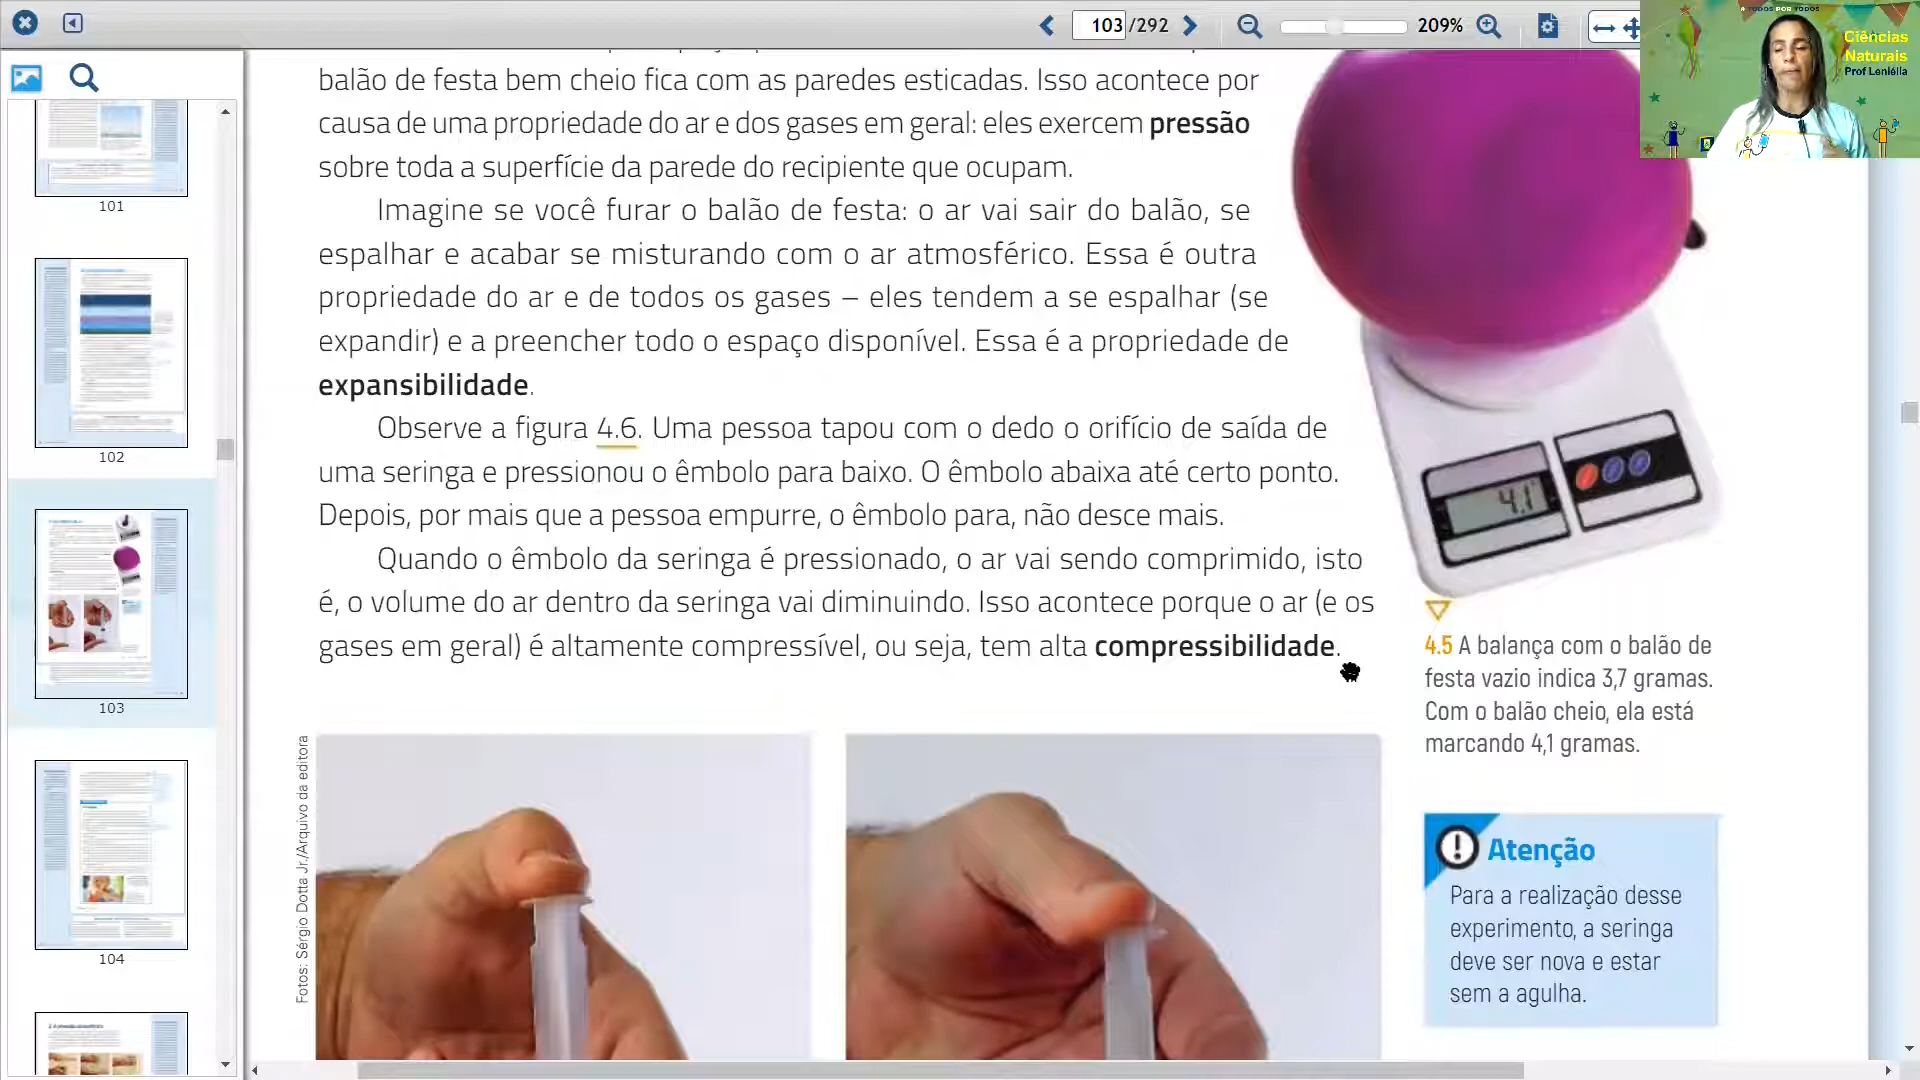 103 /292
209%
A TODOS POR TODOS
Ciências
Naturais
Prof Leniélia
101
102
103
104
balão de festa bem cheio fica com as paredes esticadas. Isso acontece por
causa de uma propriedade do ar e dos gases em geral: eles exercem pressão
sobre toda a superfície da parede do recipiente que ocupam.
Imagine se você furar o balão de festa: o ar vai sair do balão, se
espalhar e acabar se misturando com o ar atmosférico. Essa é outra
propriedade do ar e de todos os gases – eles tendem a se espalhar (se
expandir) e a preencher todo o espaço disponível. Essa é a propriedade de
expansibilidade.
Observe a figura 4.6. Uma pessoa tapou com o dedo o orifício de saída de
uma seringa e pressionou o êmbolo para baixo. O êmbolo abaixa até certo ponto.
Depois, por mais que a pessoa empurre, o êmbolo para, não desce mais.
Quando o êmbolo da seringa é pressionado, o ar vai sendo comprimido, isto
é, o volume do ar dentro da seringa vai diminuindo. Isso acontece porque o ar (e os
gases em geral) é altamente compressível, ou seja, tem alta compressibilidade.
4.1
4.5 A balança com o balão de
festa vazio indica 3,7 gramas.
Com o balão cheio, ela está
marcando 4,1 gramas.
Fotos: Sérgio Dotta Jr./Arquivo da editora
Atenção
Para a realização desse
experimento, a seringa
deve ser nova e estar
sem a agulha.